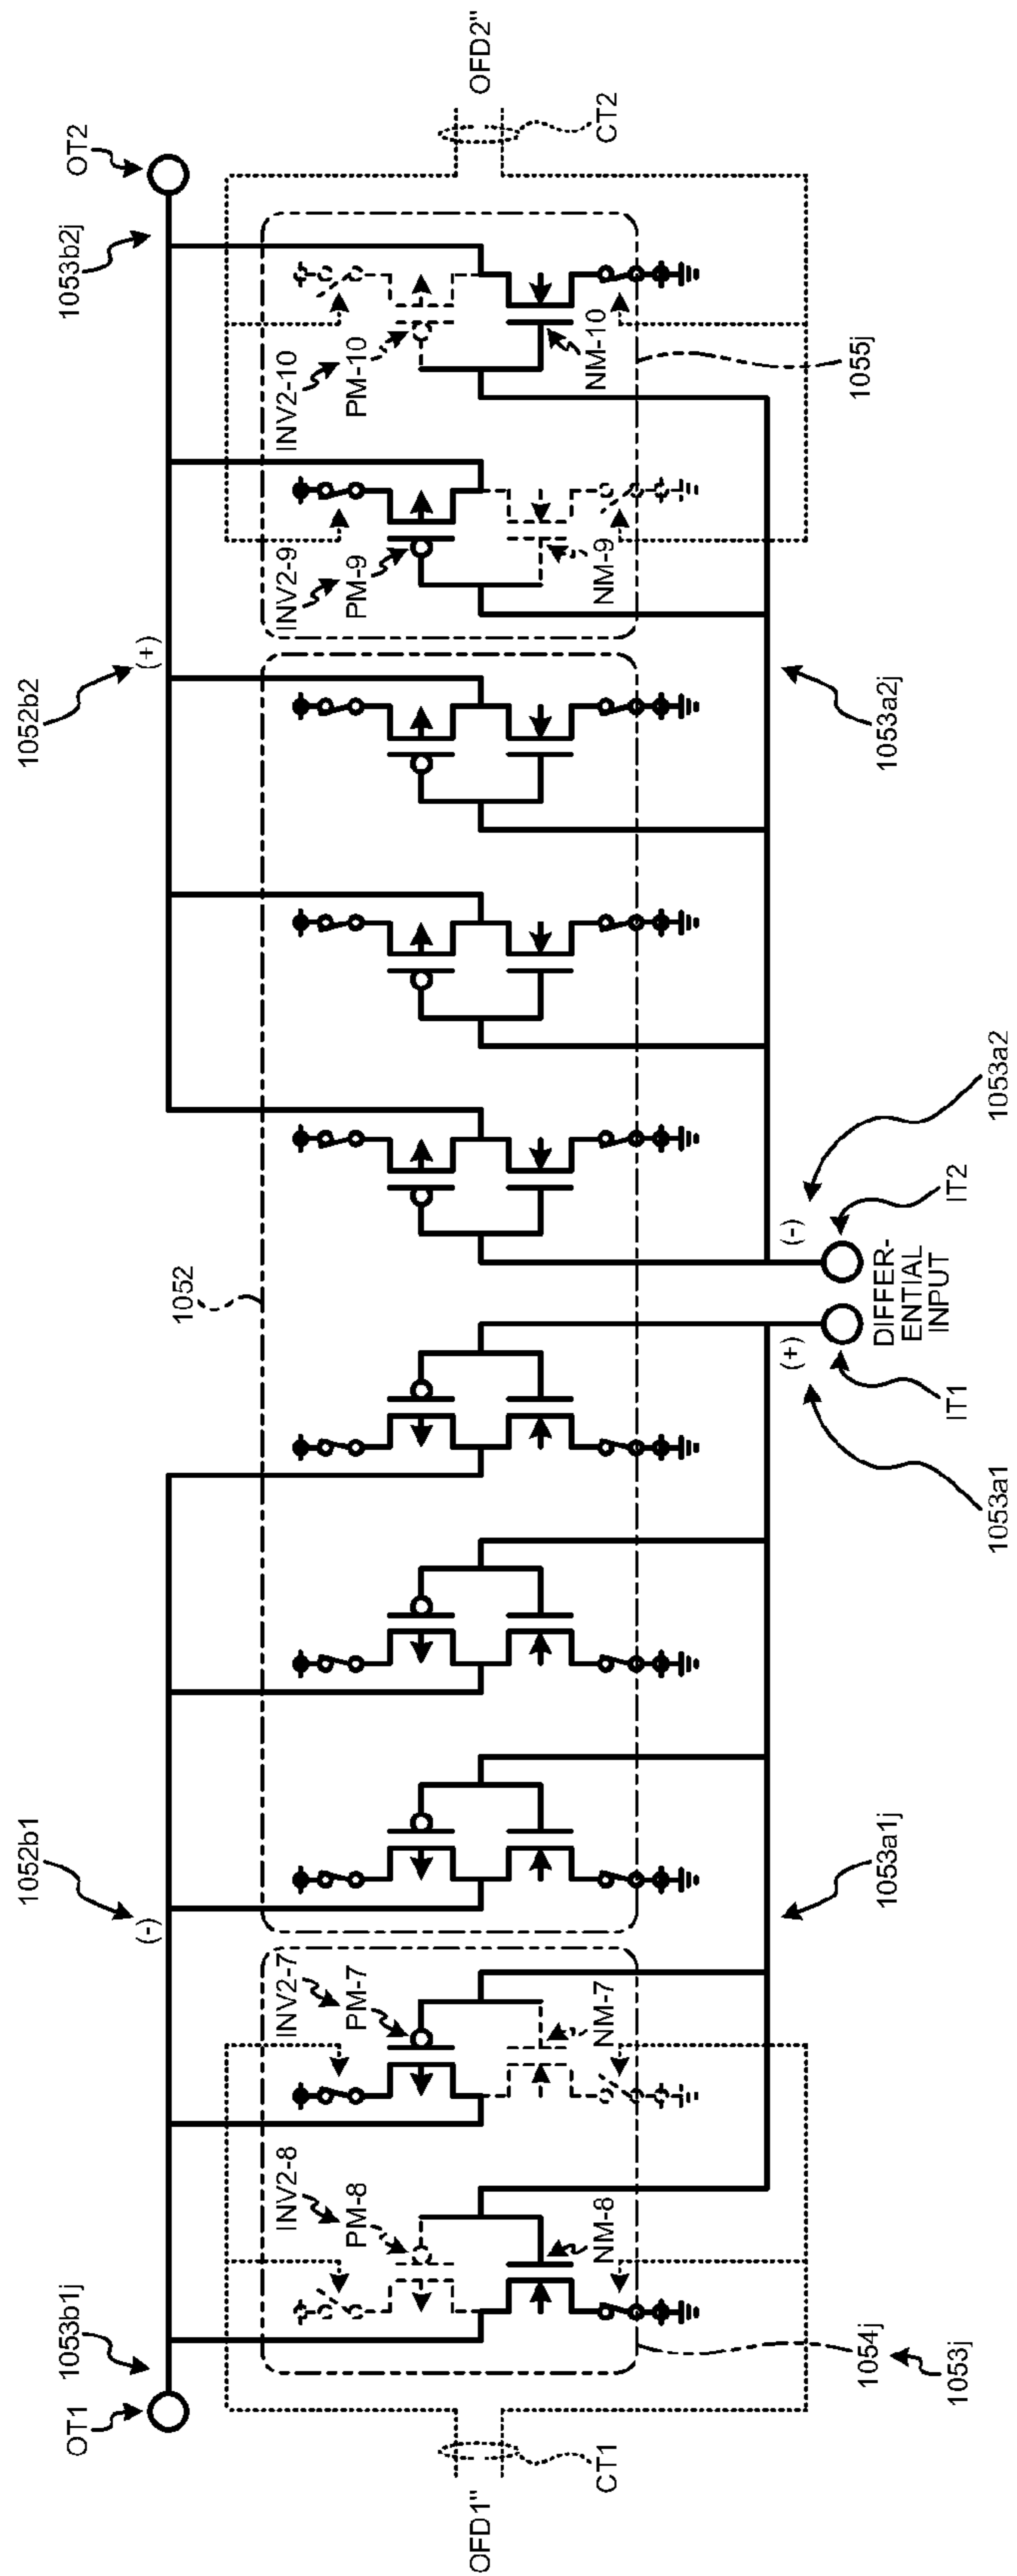 OT1
1053b1j
1052b1
(-)
1052
1052b2
(+)
1053b2j
OT2
OFD1"
CT1
INV2-8
PM-8
NM-8
INV2-7
PM-7
NM-7
1054j
1053j
1053a1j
1053a1
(+)
IT1
DIFFER-
ENTIAL
INPUT
(-)
IT2
1053a2
1053a2j
INV2-9
PM-9
NM-9
INV2-10
PM-10
NM-10
1055j
OFD2"
CT2